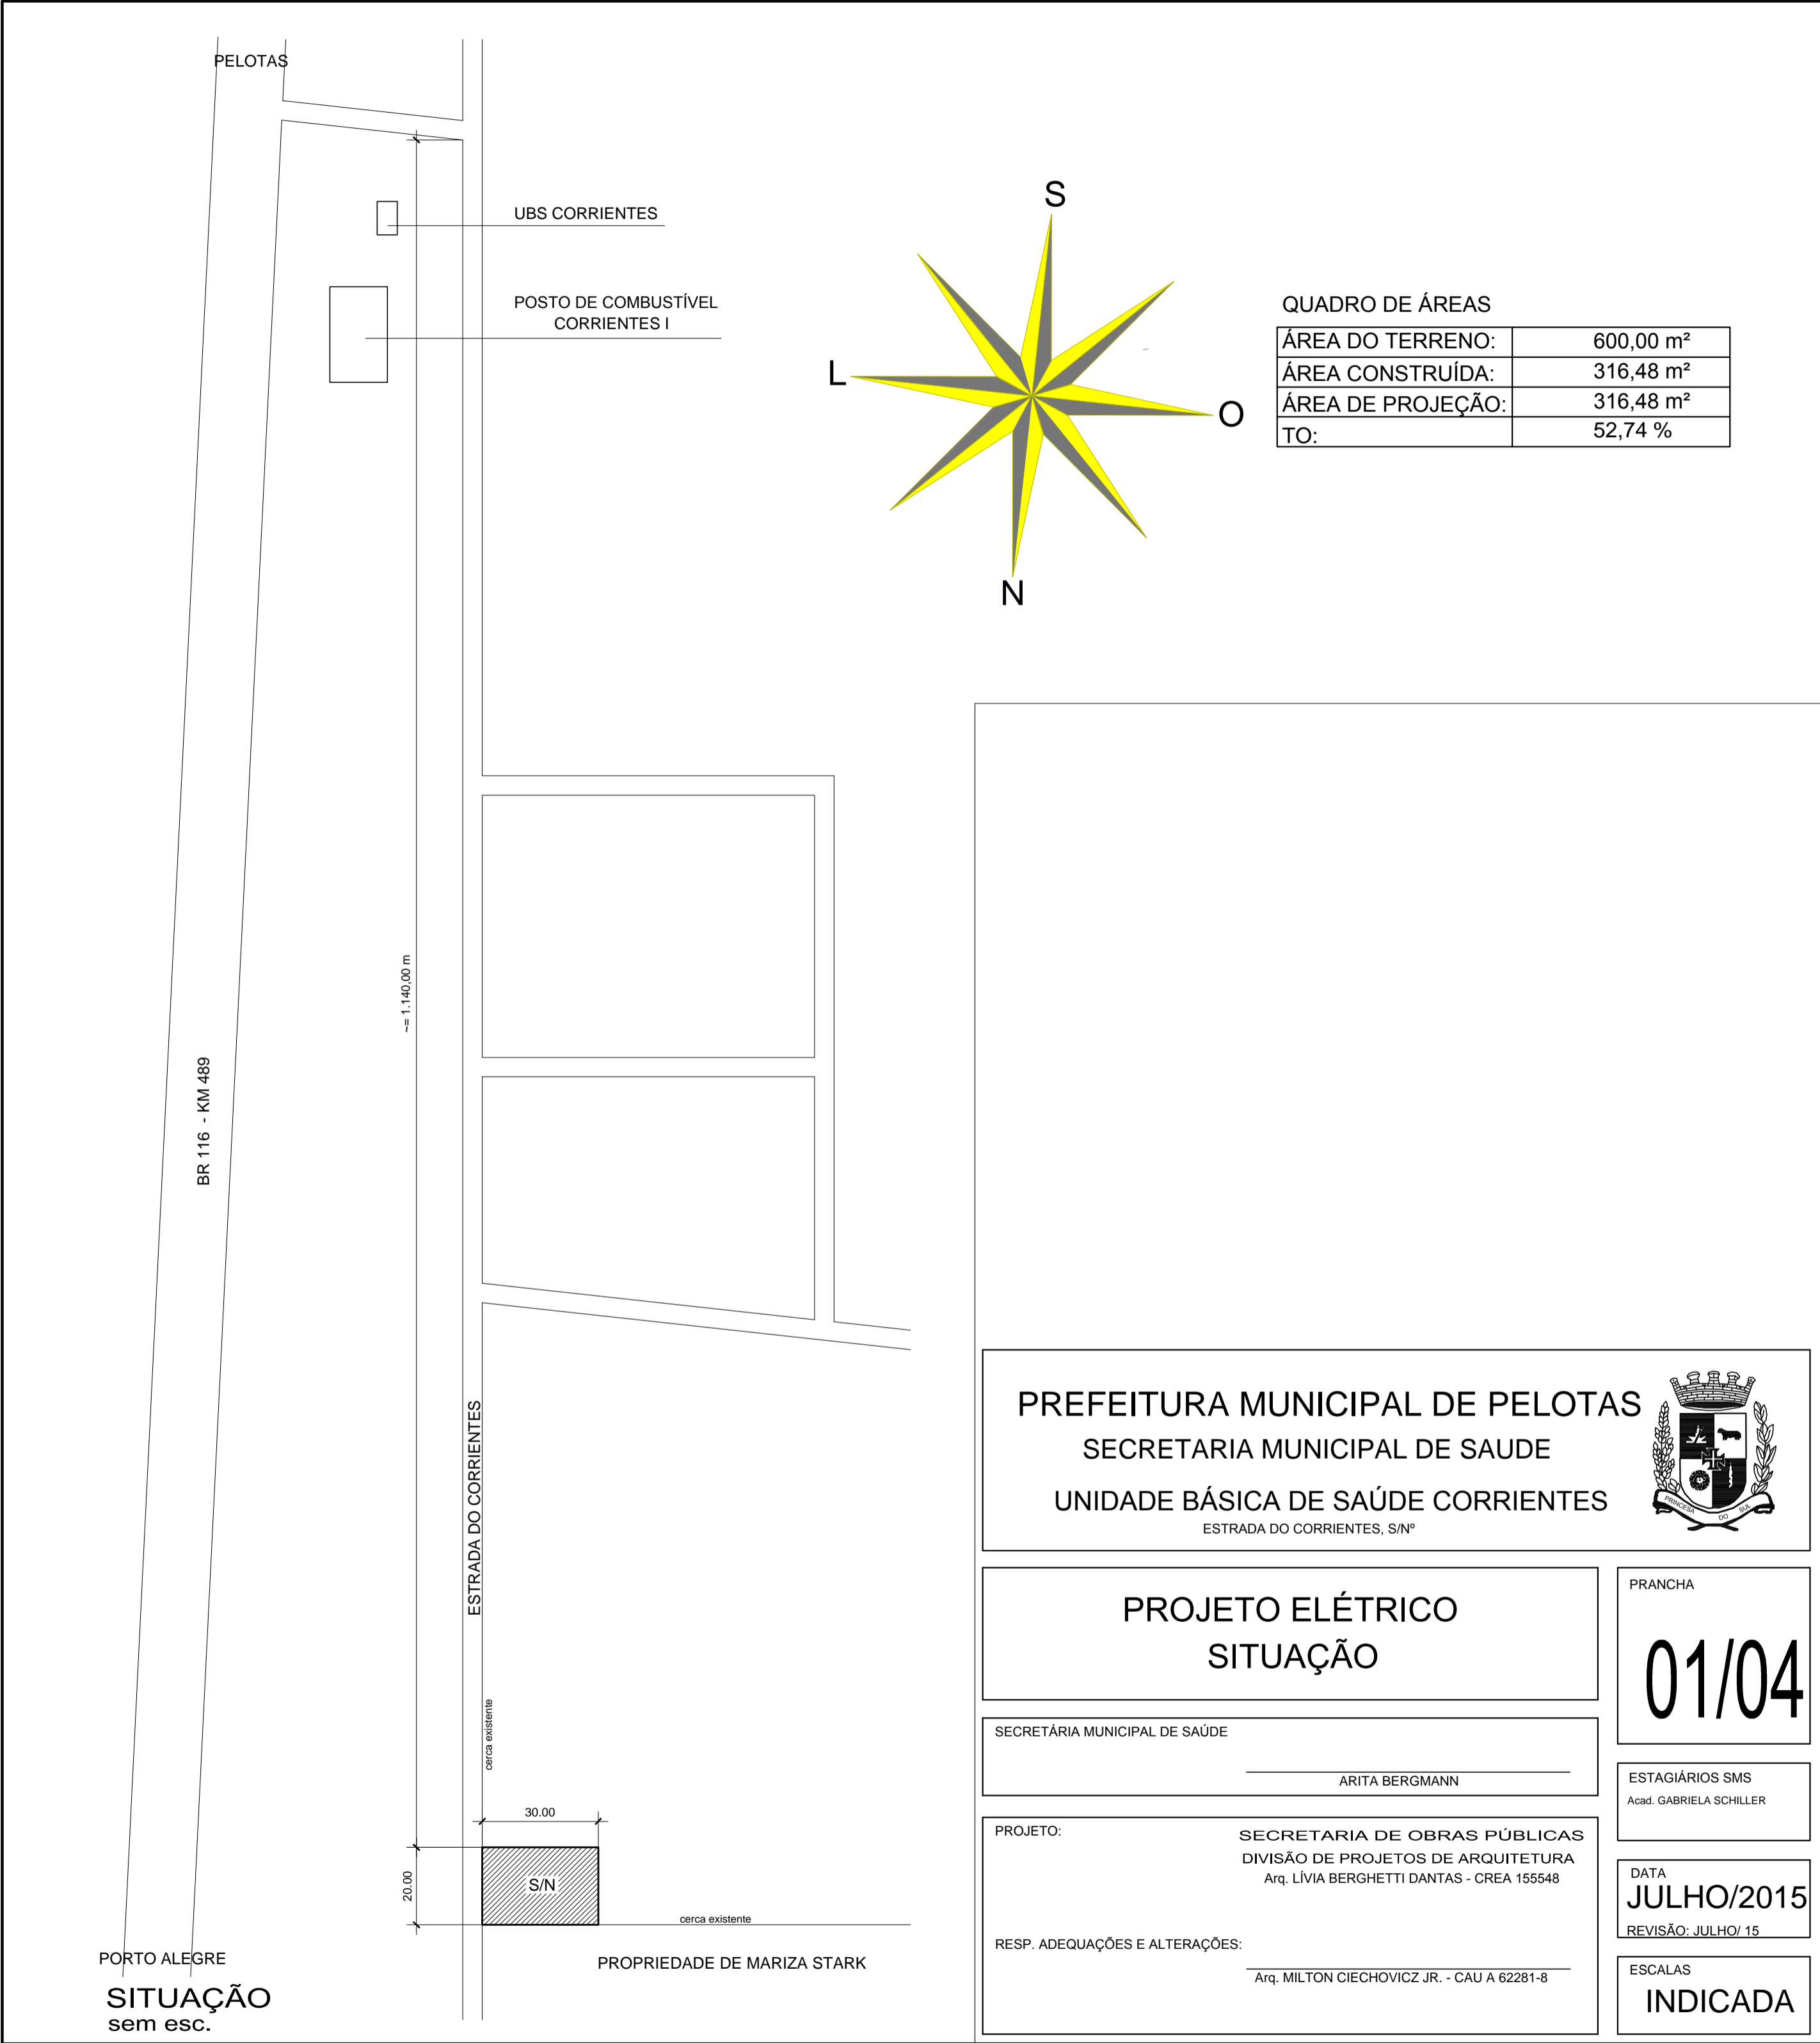 PELOTAS
UBS CORRIENTES
POSTO DE COMBUSTÍVEL
CORRIENTES I
S
L
O
N
QUADRO DE ÁREAS
ÁREA DO TERRENO: 600,00 m²
ÁREA CONSTRUÍDA: 316,48 m²
ÁREA DE PROJEÇÃO: 316,48 m²
TO: 52,74 %
~= 1.140,00 m
BR 116 - KM 489
ESTRADA DO CORRIENTES
cerca existente
30.00
20.00
S/N
cerca existente
PORTO ALEGRE
PROPRIEDADE DE MARIZA STARK
SITUAÇÃO
sem esc.
PREFEITURA MUNICIPAL DE PELOTAS
SECRETARIA MUNICIPAL DE SAUDE
UNIDADE BÁSICA DE SAÚDE CORRIENTES
ESTRADA DO CORRIENTES, S/Nº
PRINCESA DO SUL
PROJETO ELÉTRICO
SITUAÇÃO
PRANCHA
01/04
SECRETÁRIA MUNICIPAL DE SAÚDE
ARITA BERGMANN
ESTAGIÁRIOS SMS
Acad. GABRIELA SCHILLER
PROJETO:
SECRETARIA DE OBRAS PÚBLICAS
DIVISÃO DE PROJETOS DE ARQUITETURA
Arq. LÍVIA BERGHETTI DANTAS - CREA 155548
RESP. ADEQUAÇÕES E ALTERAÇÕES:
Arq. MILTON CIECHOVICZ JR. - CAU A 62281-8
DATA
JULHO/2015
REVISÃO: JULHO/ 15
ESCALAS
INDICADA